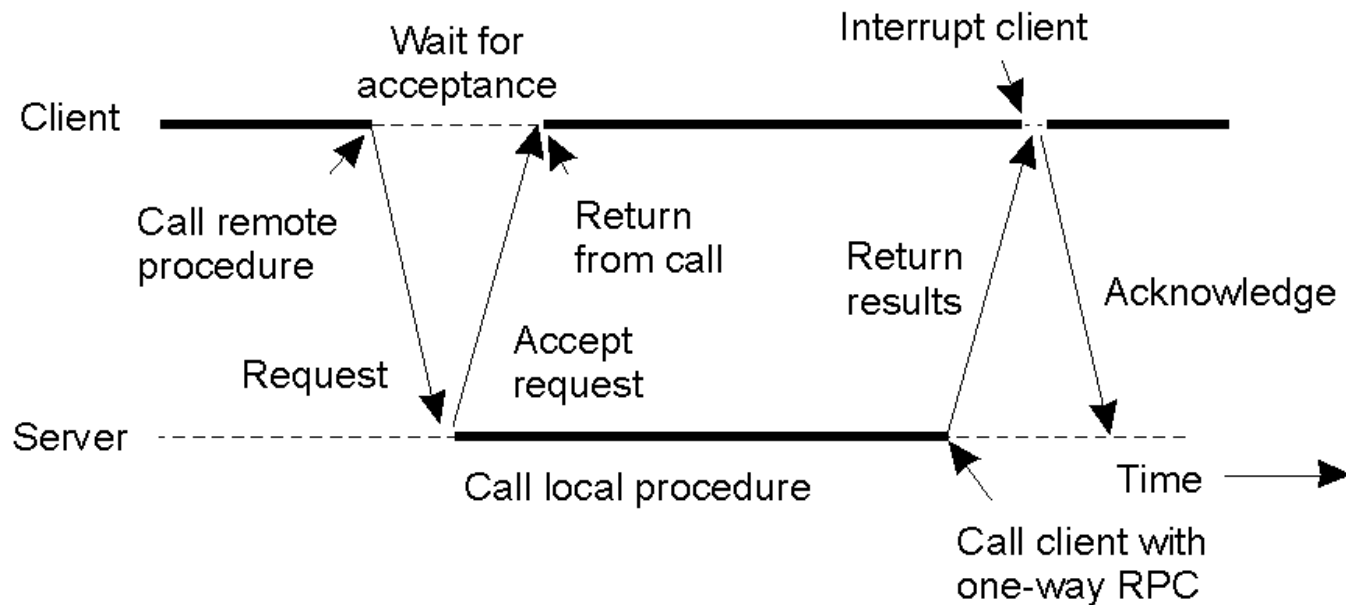 Interrupt client
Wait for
acceptance
Client
Call remote
procedure
Return
from call
Return
results
Acknowledge
Request
Accept
request
Server
Call local procedure
Time
Call client with
one-way RPC